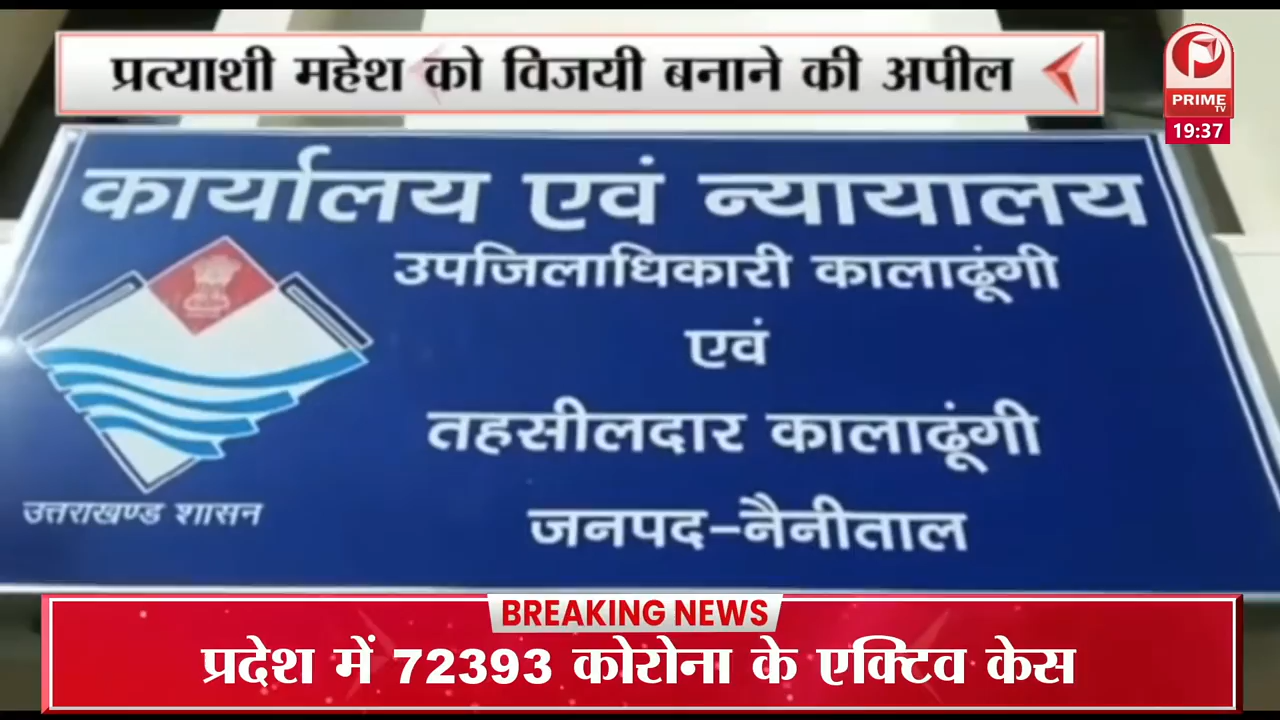 प्रत्याशी महेश को विजयी बनाने की अपील
PRIME
TV
19:37
कार्यालय एवं न्यायालय
उपजिलाधिकारी कालाढूंगी
एवं
तहसीलदार कालाढूंगी
जनपद-नैनीताल
उत्तराखण्ड शासन
BREAKING NEWS
प्रदेश में 72393 कोरोना के एक्टिव केस